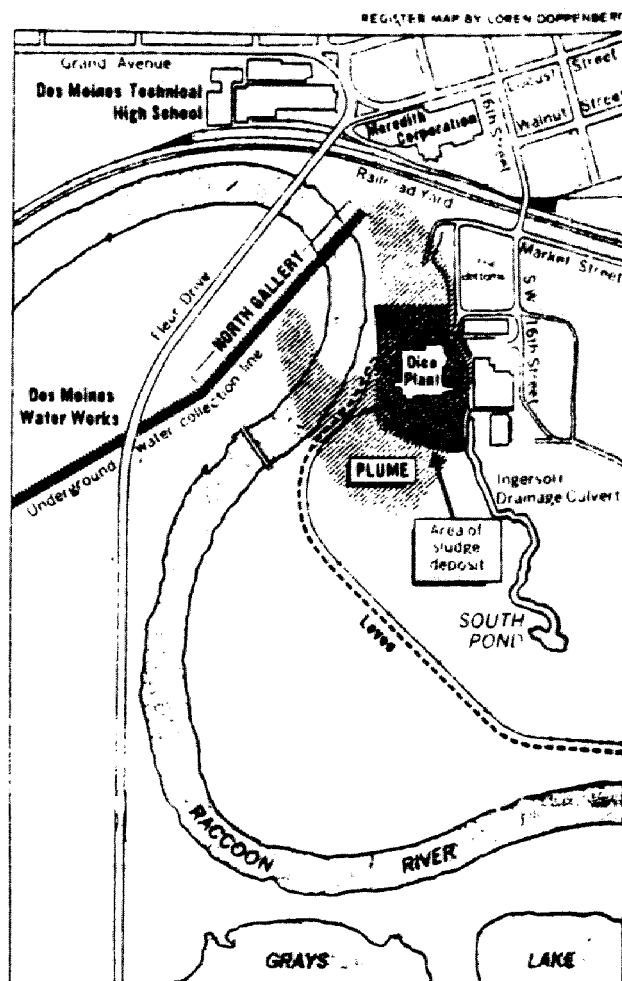 REGISTER MAP BY LOREN DOPPENBERG
Grand Avenue
Des Moines Technical
High School
Meredith
Corporation
Locust Street
Walnut Street
16th Street
Railroad Yard
Market Street
S.W. 16th Street
NORTH GALLERY
Fleur Drive
Dico
Plant
Des Moines
Water Works
Underground water collection line
PLUME
Ingersoll
Drainage Culvert
Area of
sludge
deposit
SOUTH
POND
Levee
RACCOON RIVER
GRAYS LAKE